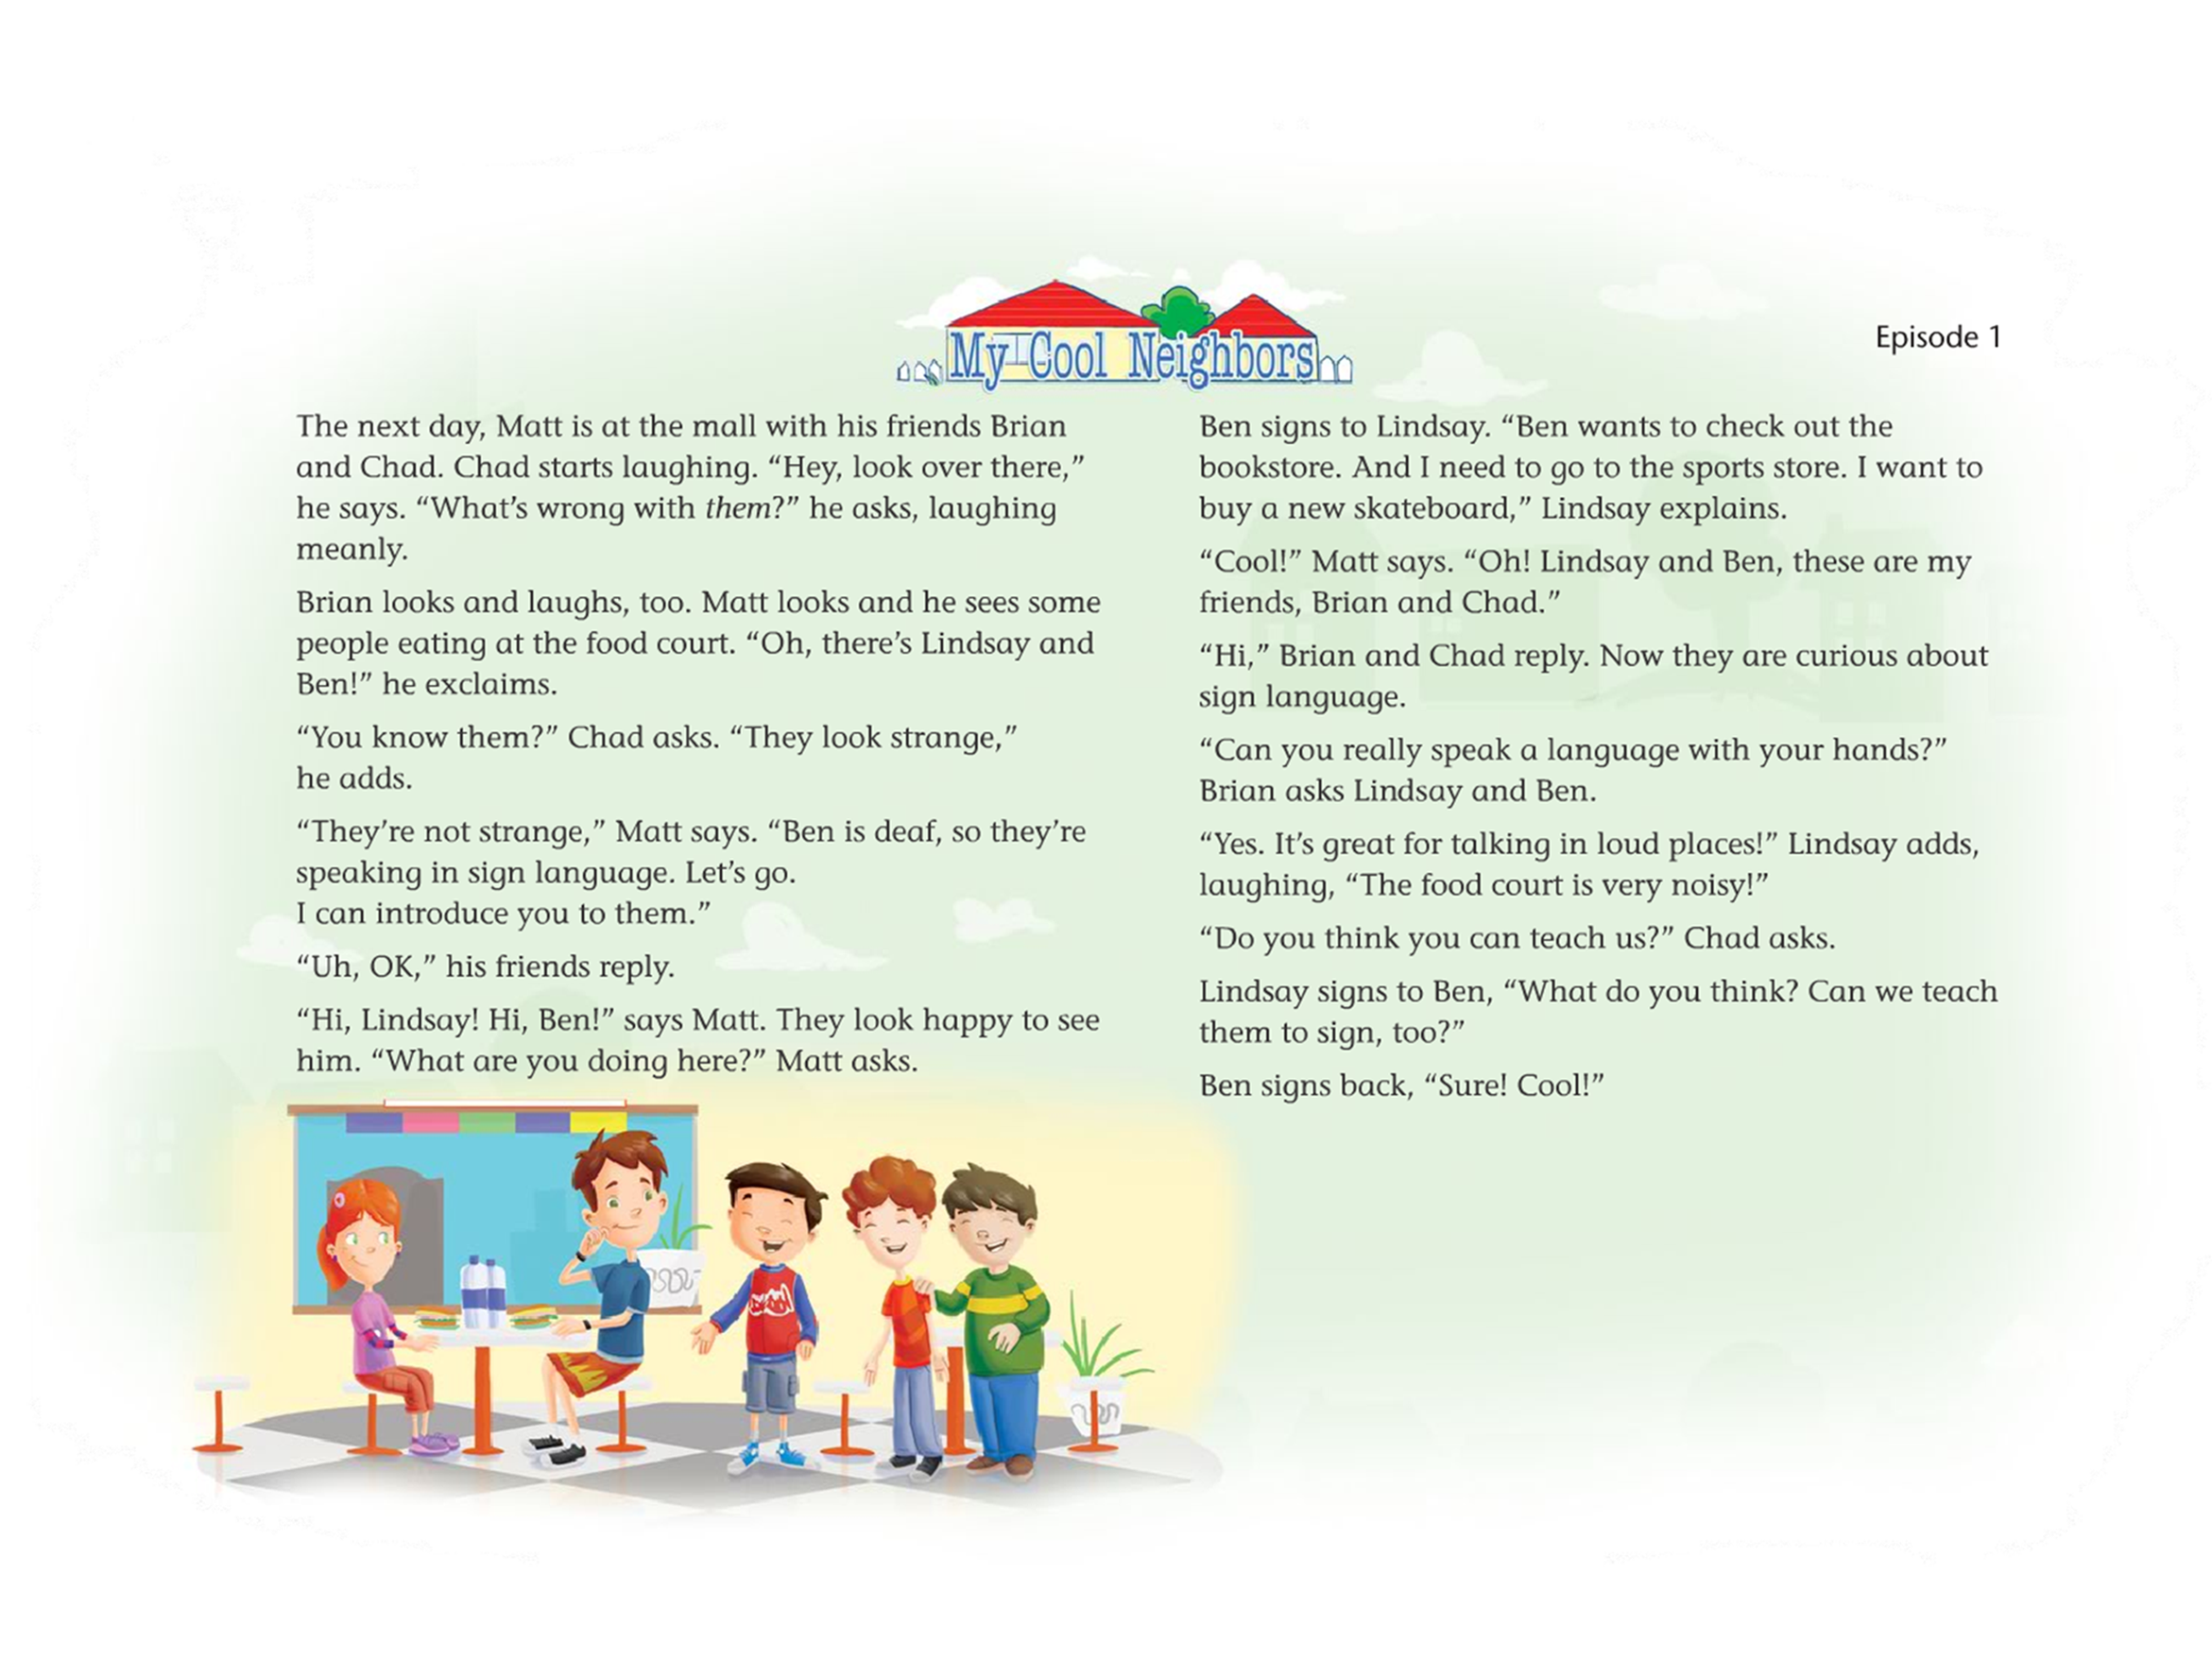 My Cool Neighbors
Episode 1
The next day, Matt is at the mall with his friends Brian
and Chad. Chad starts laughing. “Hey, look over there,”
he says. “What’s wrong with them?” he asks, laughing
meanly.
Brian looks and laughs, too. Matt looks and he sees some
people eating at the food court. “Oh, there’s Lindsay and
Ben!” he exclaims.
“You know them?” Chad asks. “They look strange,”
he adds.
“They’re not strange,” Matt says. “Ben is deaf, so they’re
speaking in sign language. Let’s go.
I can introduce you to them.”
“Uh, OK,” his friends reply.
“Hi, Lindsay! Hi, Ben!” says Matt. They look happy to see
him. “What are you doing here?” Matt asks.
Ben signs to Lindsay. “Ben wants to check out the
bookstore. And I need to go to the sports store. I want to
buy a new skateboard,” Lindsay explains.
“Cool!” Matt says. “Oh! Lindsay and Ben, these are my
friends, Brian and Chad.”
“Hi,” Brian and Chad reply. Now they are curious about
sign language.
“Can you really speak a language with your hands?”
Brian asks Lindsay and Ben.
“Yes. It’s great for talking in loud places!” Lindsay adds,
laughing, “The food court is very noisy!”
“Do you think you can teach us?” Chad asks.
Lindsay signs to Ben, “What do you think? Can we teach
them to sign, too?”
Ben signs back, “Sure! Cool!”